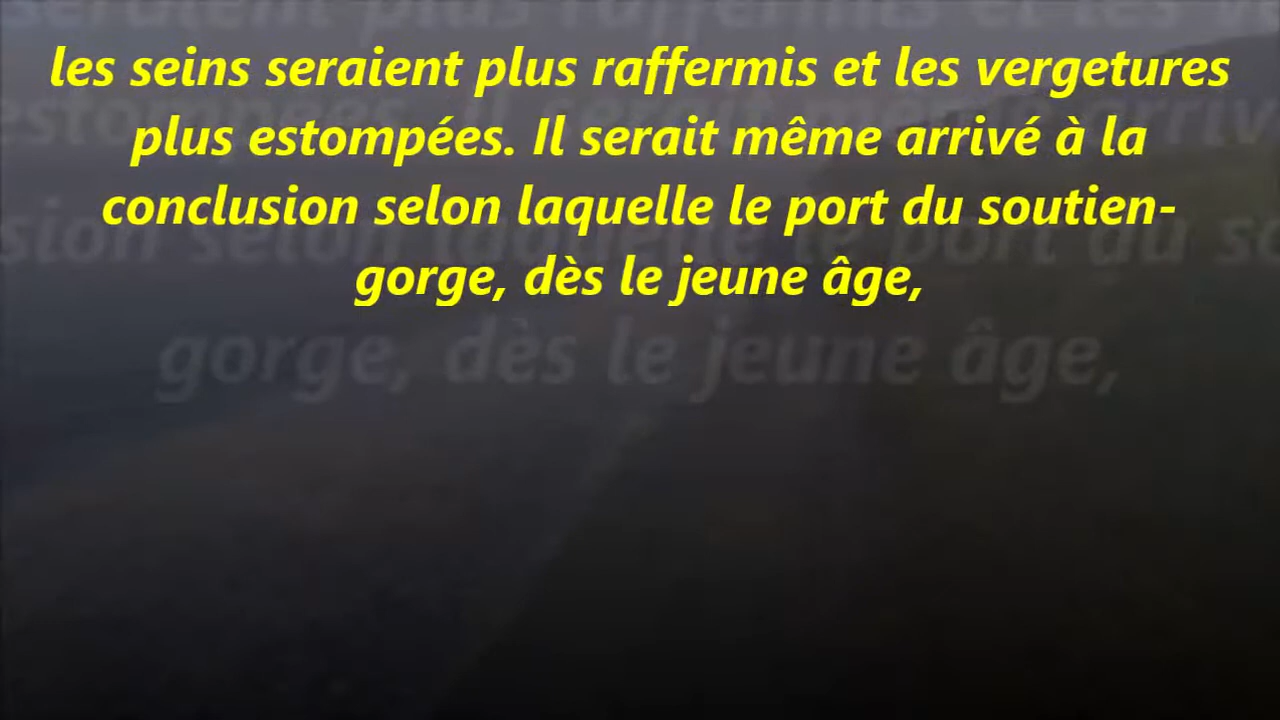 les seins seraient plus raffermis et les vergetures
plus estompées. Il serait même arrivé à la
conclusion selon laquelle le port du soutien-
gorge, dès le jeune âge,